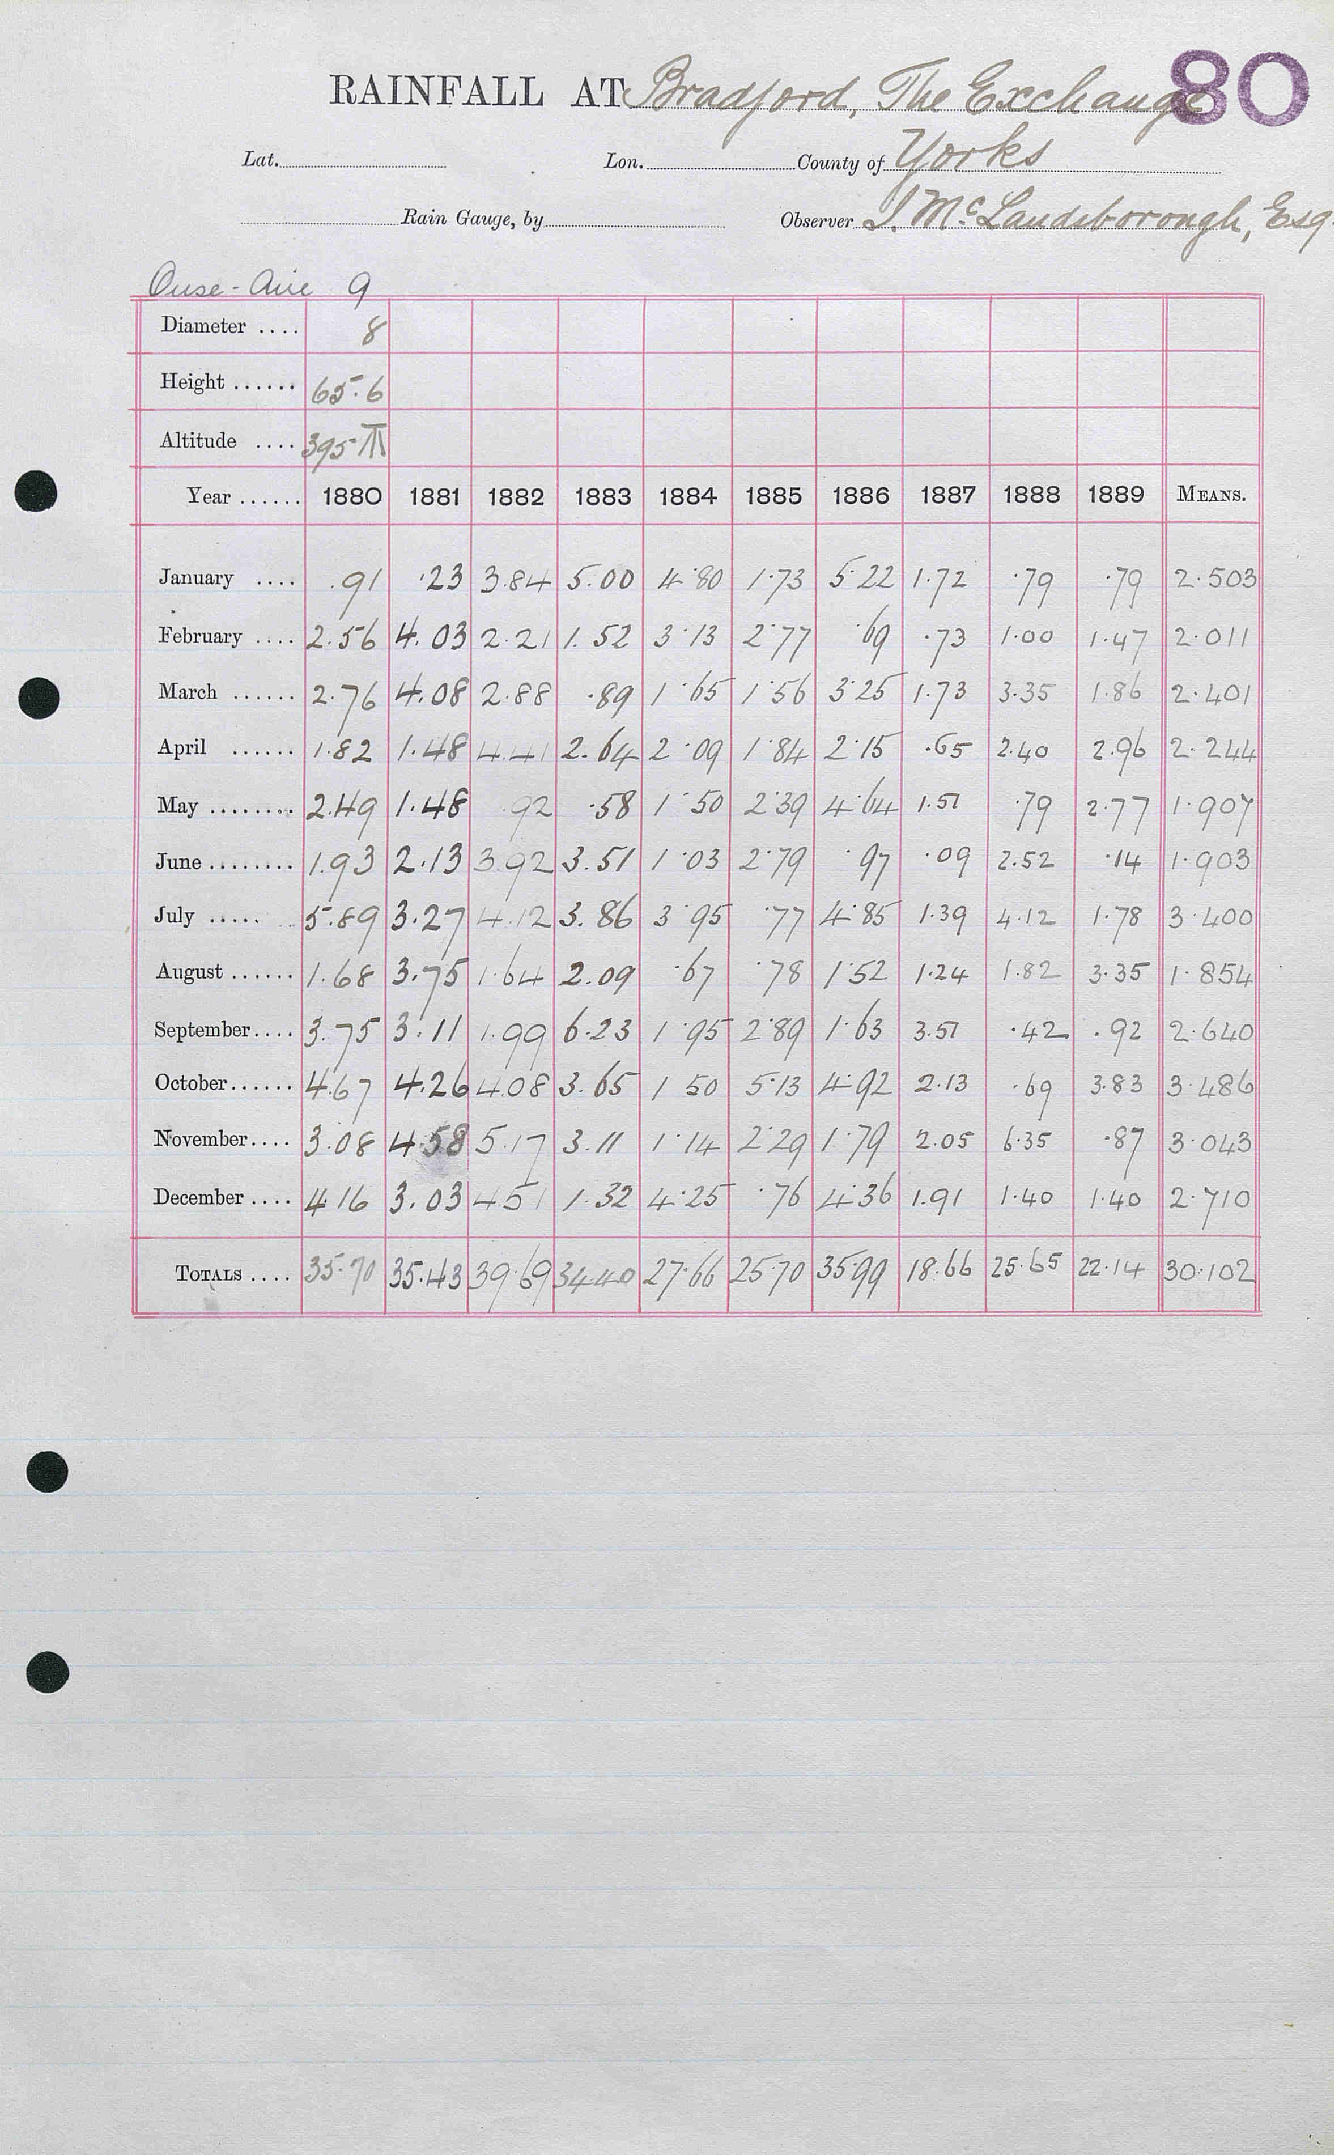 RAINFALL AT Bradford, The Exchange 80
Lat. Lon. County of Yorks
Rain Gauge, by Observer J. McLandsborough, Esq.
Ouse-Aire 9
Diameter .... 8
Height ...... 65.6
Altitude .... 395 T
Year ...... 1880 1881 1882 1883 1884 1885 1886 1887 1888 1889 MEANS.
January .... .91 .23 3.84 5.00 4.80 1.73 5.22 1.72 .79 .79 2.503
February .... 2.56 4.03 2.21 1.52 3.13 2.77 .69 .73 1.00 1.47 2.011
March ...... 2.76 4.08 2.88 .89 1.65 1.56 3.25 1.73 3.35 1.86 2.401
April ...... 1.82 1.48 4.41 2.64 2.09 1.84 2.15 .65 2.40 2.96 2.244
May ........ 2.49 1.48 .92 .58 1.50 2.39 4.64 1.51 .79 2.77 1.907
June ........ 1.93 2.13 3.92 3.51 1.03 2.79 .97 .09 2.52 .14 1.903
July ..... 5.89 3.27 4.12 3.86 3.95 .77 4.85 1.39 4.12 1.78 3.400
August ...... 1.68 3.75 1.64 2.09 .67 .78 1.52 1.24 1.82 3.35 1.854
September.... 3.75 3.11 1.99 6.23 1.95 2.89 1.63 3.51 .42 .92 2.640
October...... 4.67 4.26 4.08 3.65 1.50 5.13 4.92 2.13 .69 3.83 3.486
November.... 3.08 4.58 5.17 3.11 1.14 2.29 1.79 2.05 6.35 .87 3.043
December .... 4.16 3.03 4.51 1.32 4.25 .76 4.36 1.91 1.40 1.40 2.710
TOTALS .... 35.70 35.43 39.69 34.40 27.66 25.70 35.99 18.66 25.65 22.14 30.102